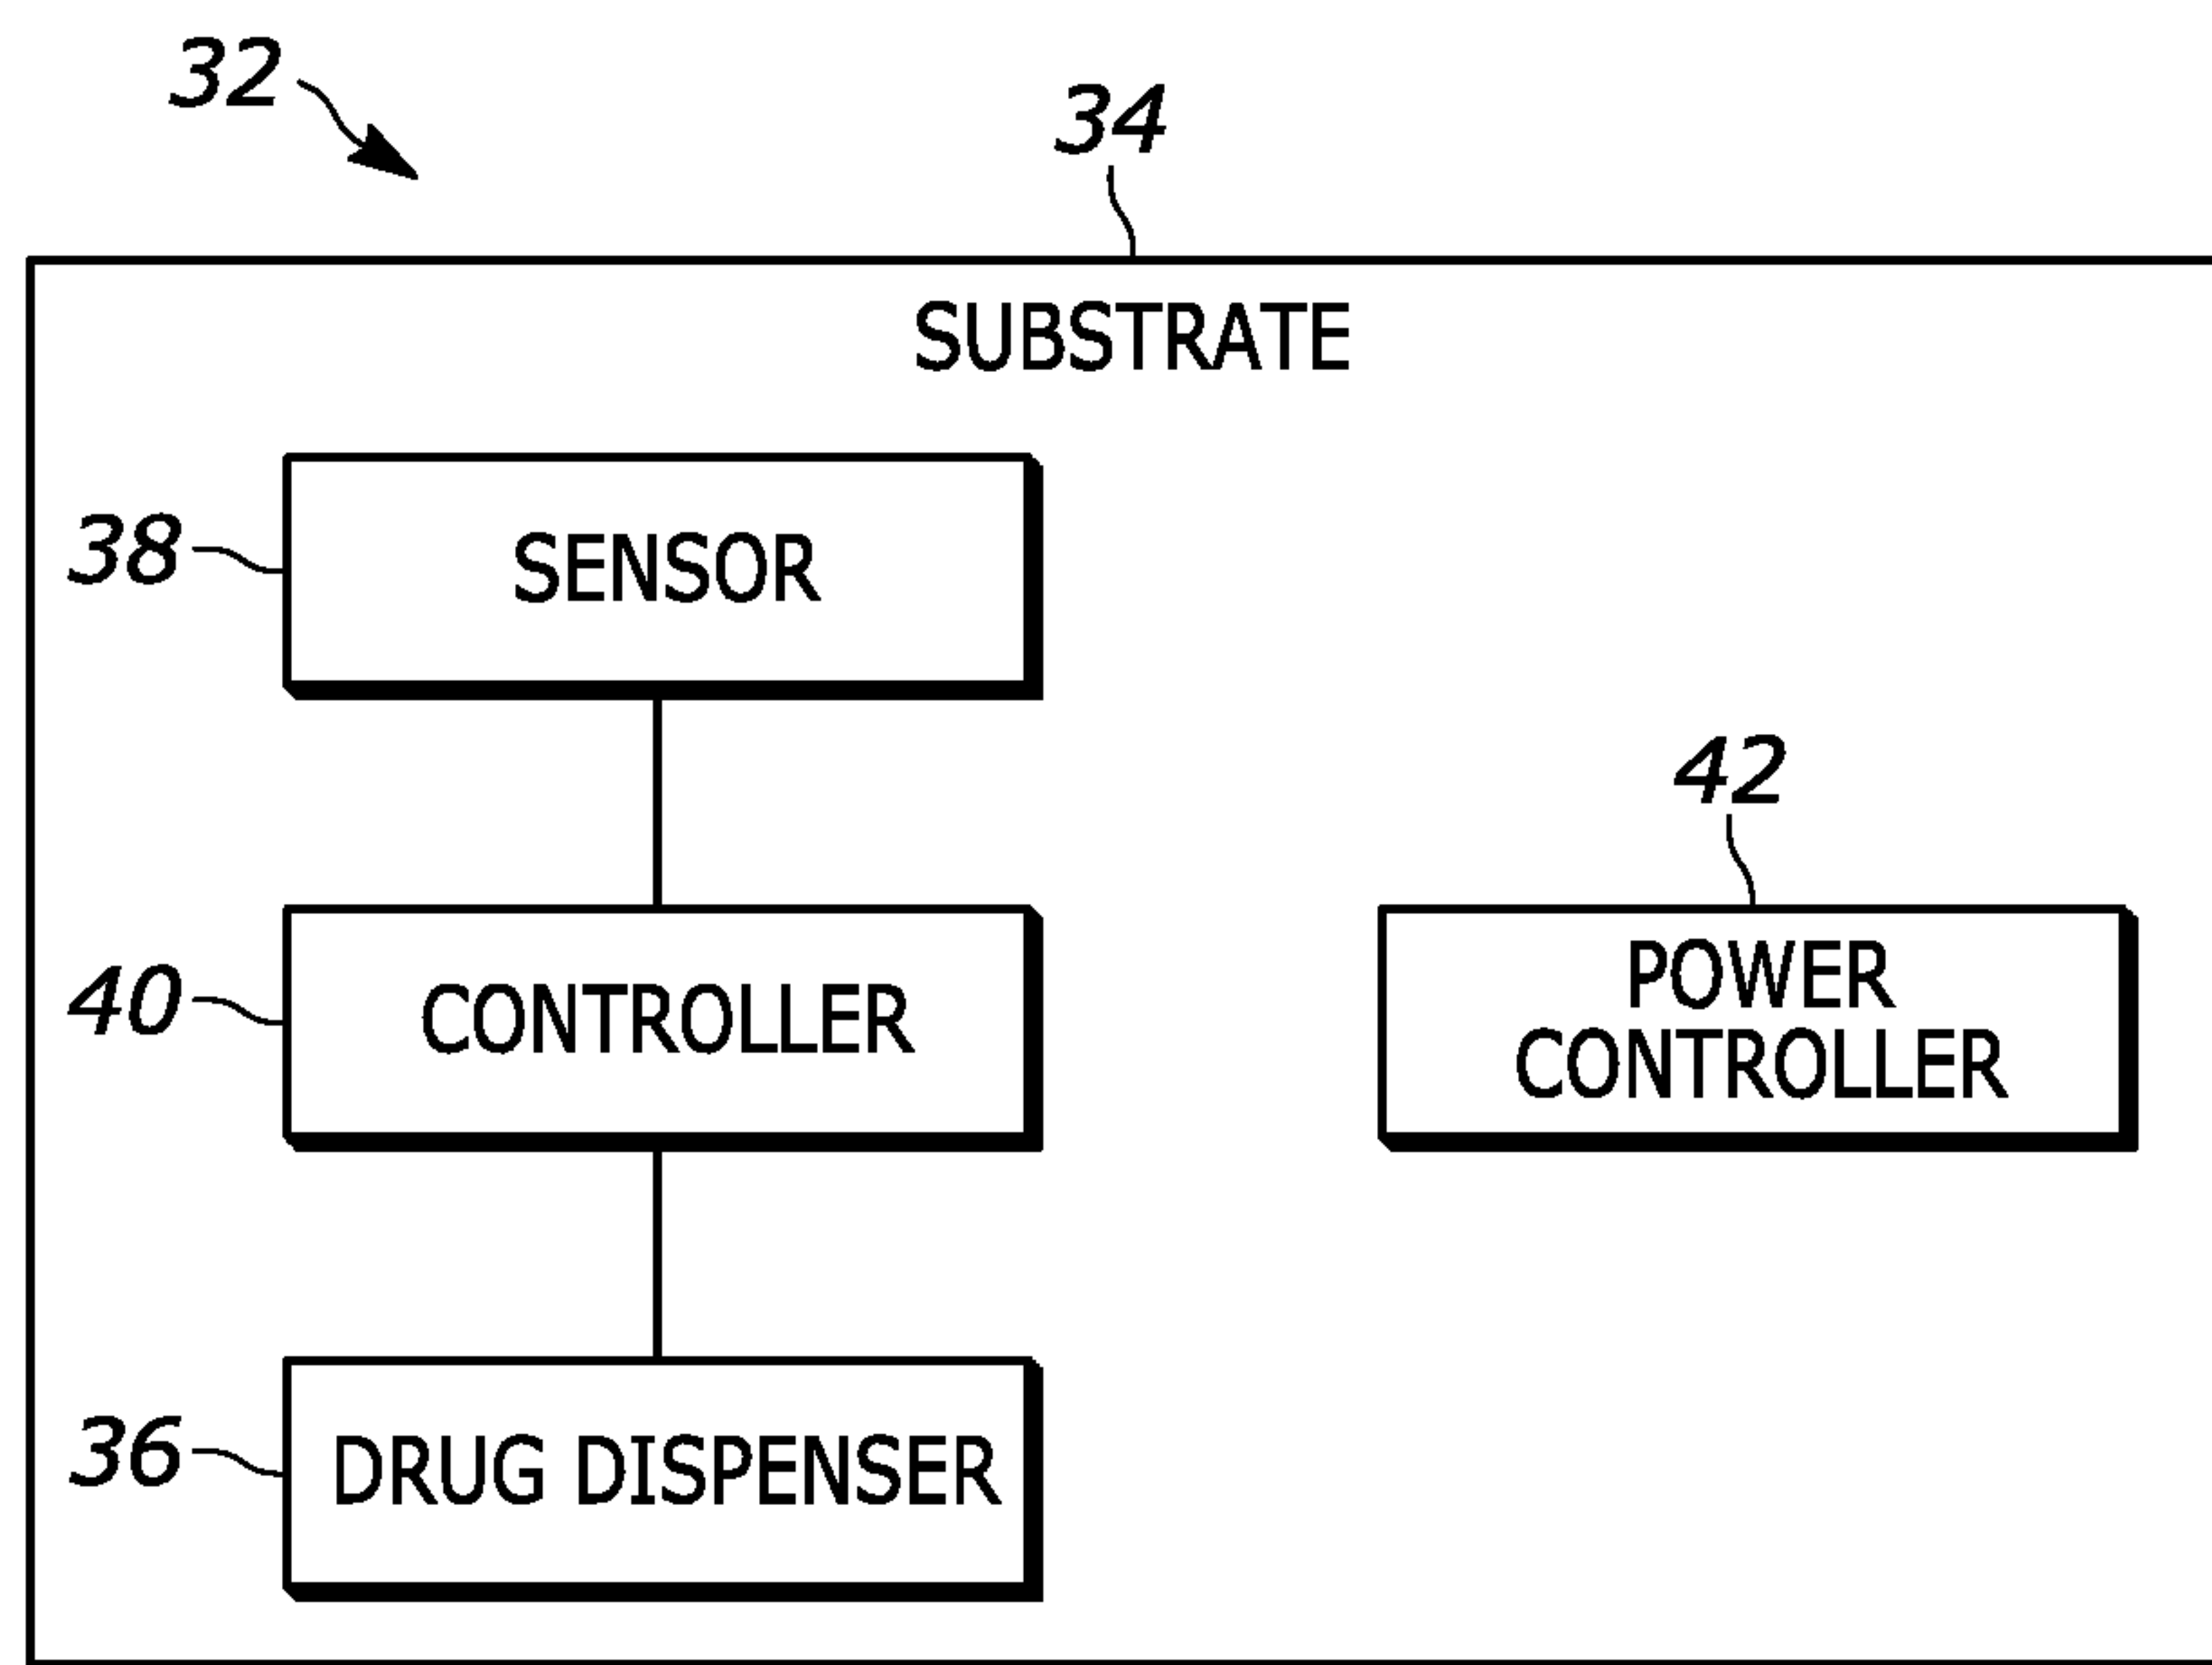 32
34
SUBSTRATE
38
SENSOR
42
40
CONTROLLER
POWER
CONTROLLER
36
DRUG DISPENSER